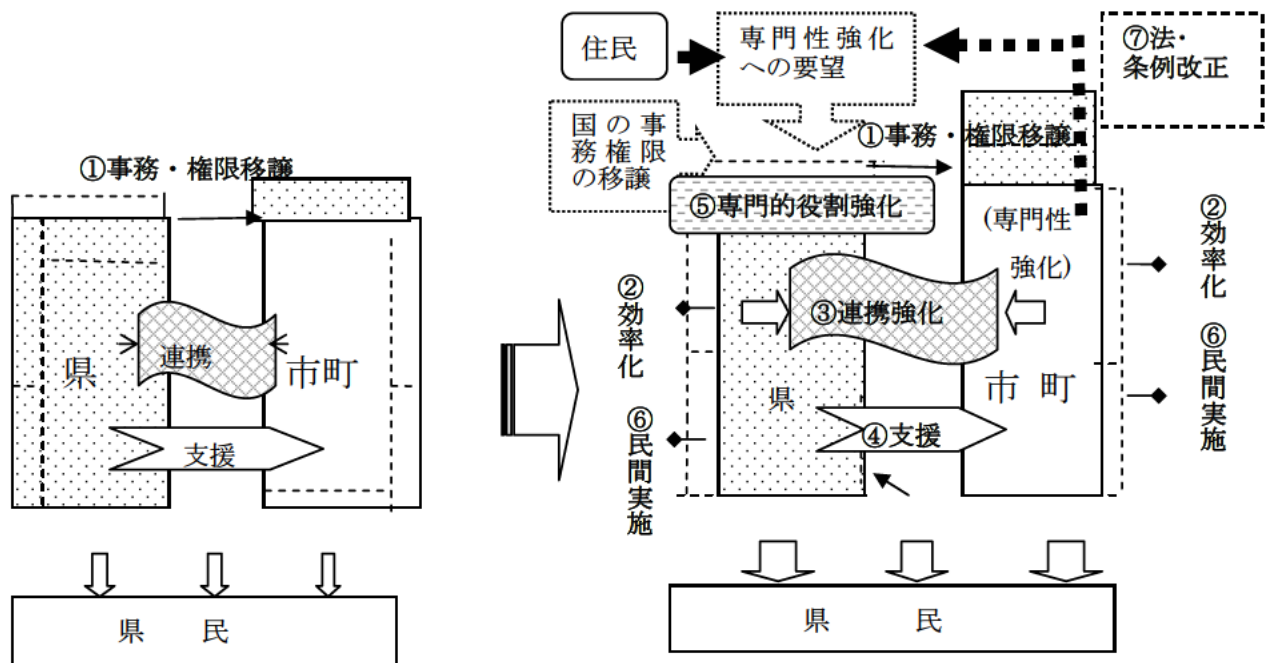 ①事務・権限移譲
県
連携
市町
支援
県 民
住民
専門性強化
への要望
⑦法・
条例改正
国の事
務権限
の移譲
①事務・権限移譲
⑤専門的役割強化
(専門性
強化)
②効率化
③連携強化
②効率化
⑥民間実施
県
市町
④支援
⑥民間実施
県 民